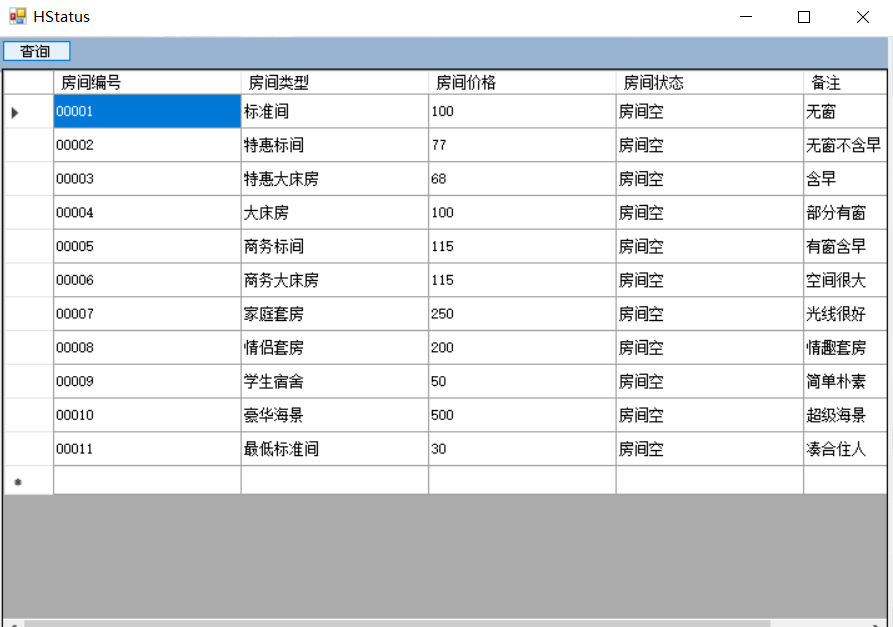 HStatus
查询
房间编号 房间类型 房间价格 房间状态 备注
00001 标准间 100 房间空 无窗
00002 特惠标间 77 房间空 无窗不含早
00003 特惠大床房 68 房间空 含早
00004 大床房 100 房间空 部分有窗
00005 商务标间 115 房间空 有窗含早
00006 商务大床房 115 房间空 空间很大
00007 家庭套房 250 房间空 光线很好
00008 情侣套房 200 房间空 情趣套房
00009 学生宿舍 50 房间空 简单朴素
00010 豪华海景 500 房间空 超级海景
00011 最低标准间 30 房间空 凑合住人